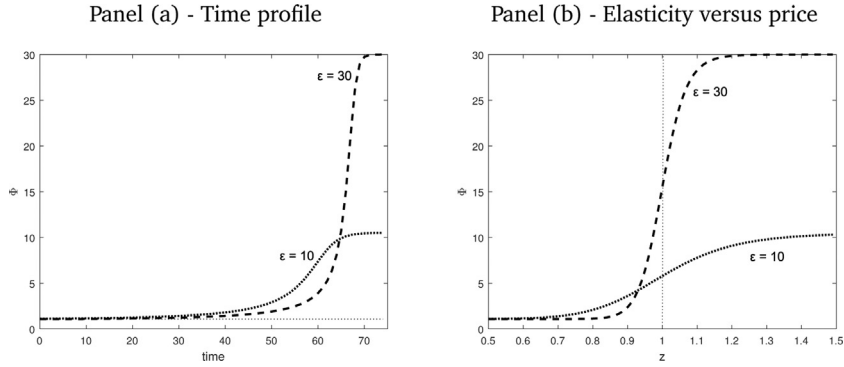 Panel (a) - Time profile
30
25
20
15
10
5
0
Φ
ε = 30
ε = 10
0 10 20 30 40 50 60 70
time
Panel (b) - Elasticity versus price
30
25
20
15
10
5
0
Φ
ε = 30
ε = 10
0.5 0.6 0.7 0.8 0.9 1 1.1 1.2 1.3 1.4 1.5
z